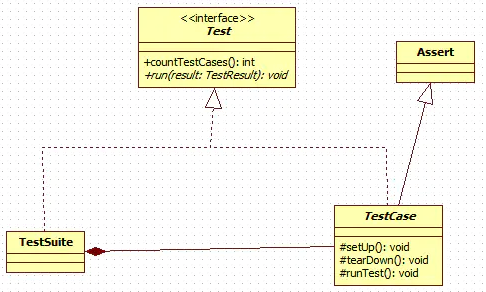 <<interface>>
Test
+countTestCases(): int
+run(result: TestResult): void
Assert
TestCase
#setUp(): void
#tearDown(): void
#runTest(): void
TestSuite